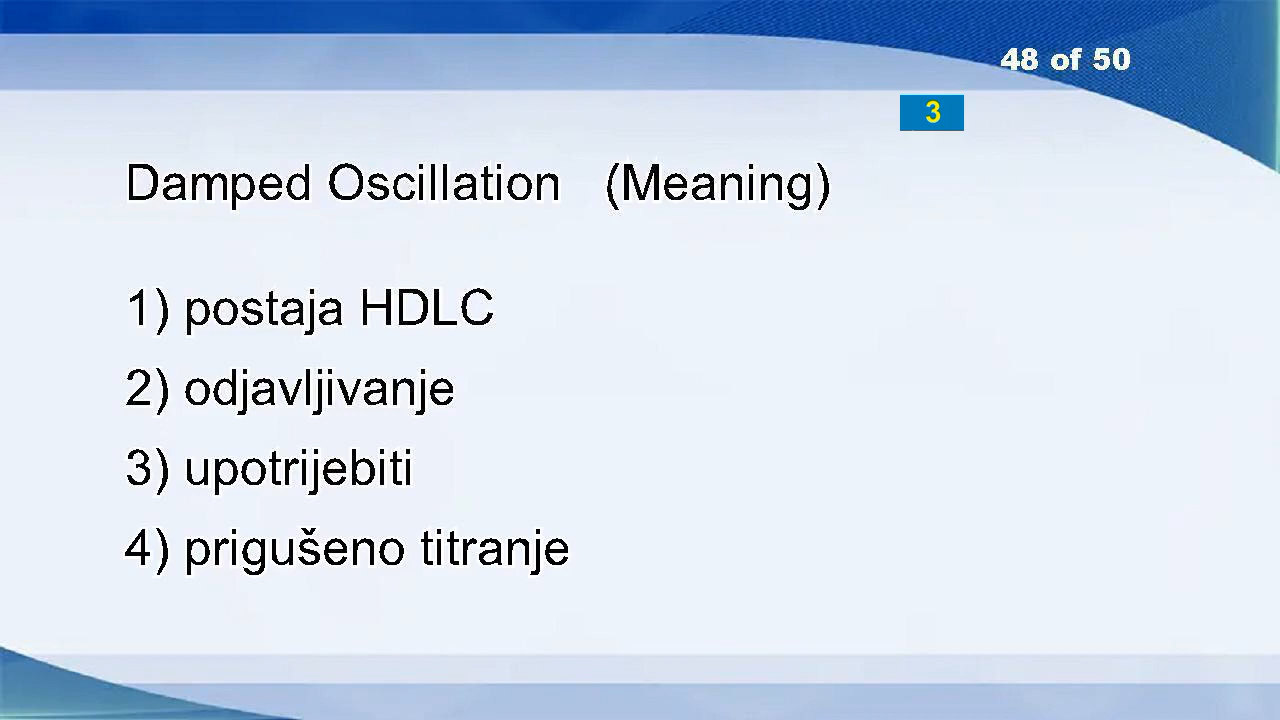 48 of 50
3
Damped Oscillation (Meaning)
1) postaja HDLC
2) odjavljivanje
3) upotrijebiti
4) prigušeno titranje